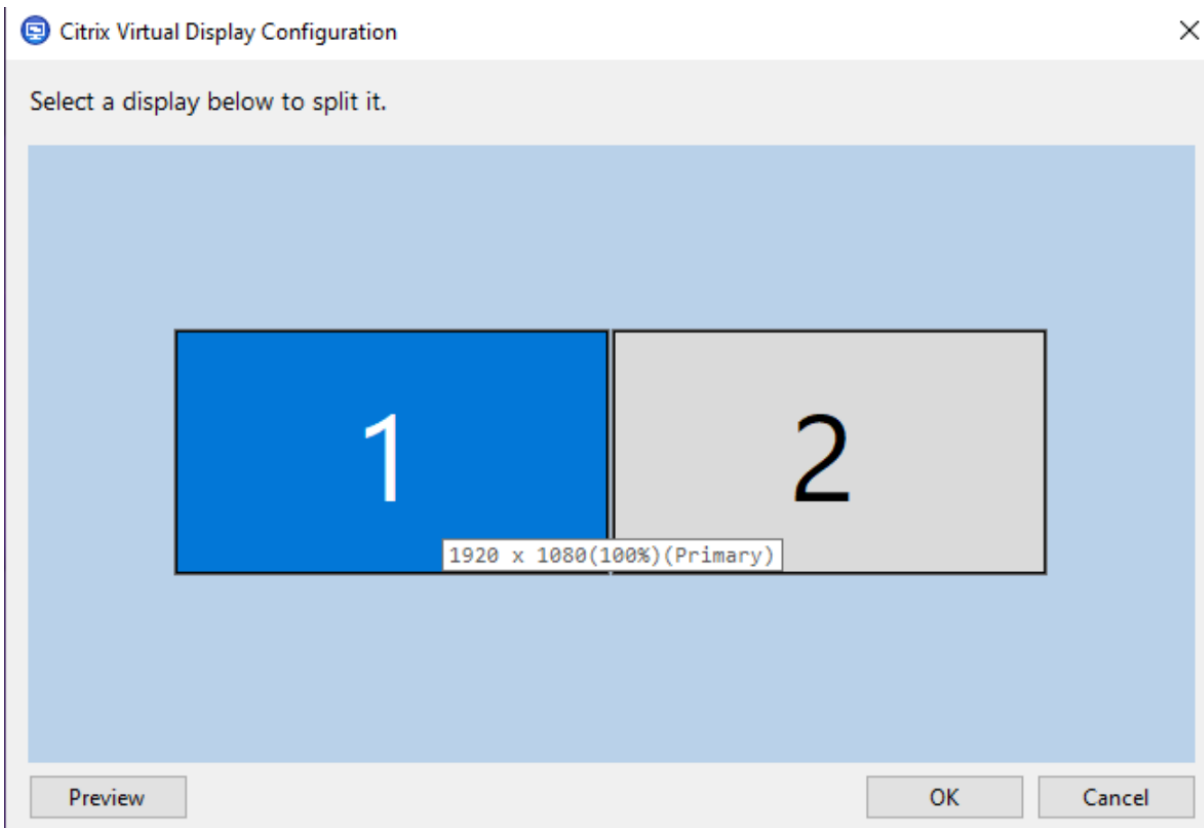 Citrix Virtual Display Configuration
Select a display below to split it.
1 2
1920 x 1080(100%)(Primary)
Preview OK Cancel